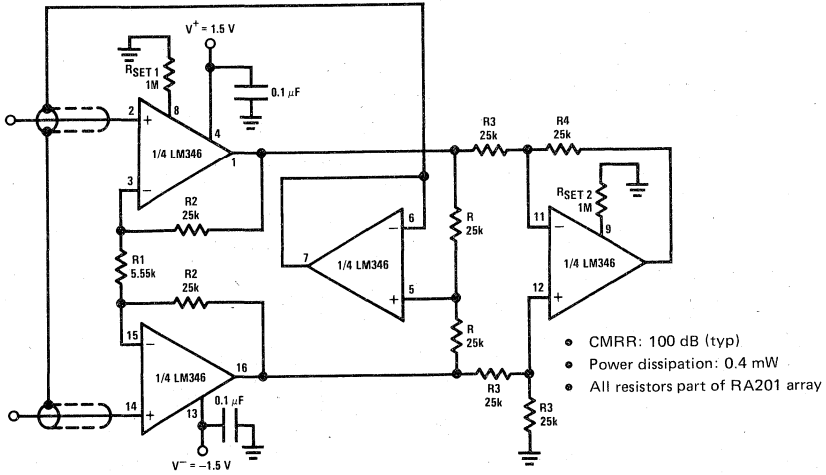 V⁺ = 1.5 V
RSET 1
1M
8
0.1 μF
2
+
4
1/4 LM346
1
3
−
R2
25k
R1
5.55k
R2
25k
15
−
1/4 LM346
16
14
+
13
0.1 μF
V⁻ = −1.5 V
R3
25k
R4
25k
R
25k
6
−
7
1/4 LM346
5
+
R
25k
R3
25k
R3
25k
RSET 2
1M
9
11
−
1/4 LM346
12
+
• CMRR: 100 dB (typ)
• Power dissipation: 0.4 mW
• All resistors part of RA201 array